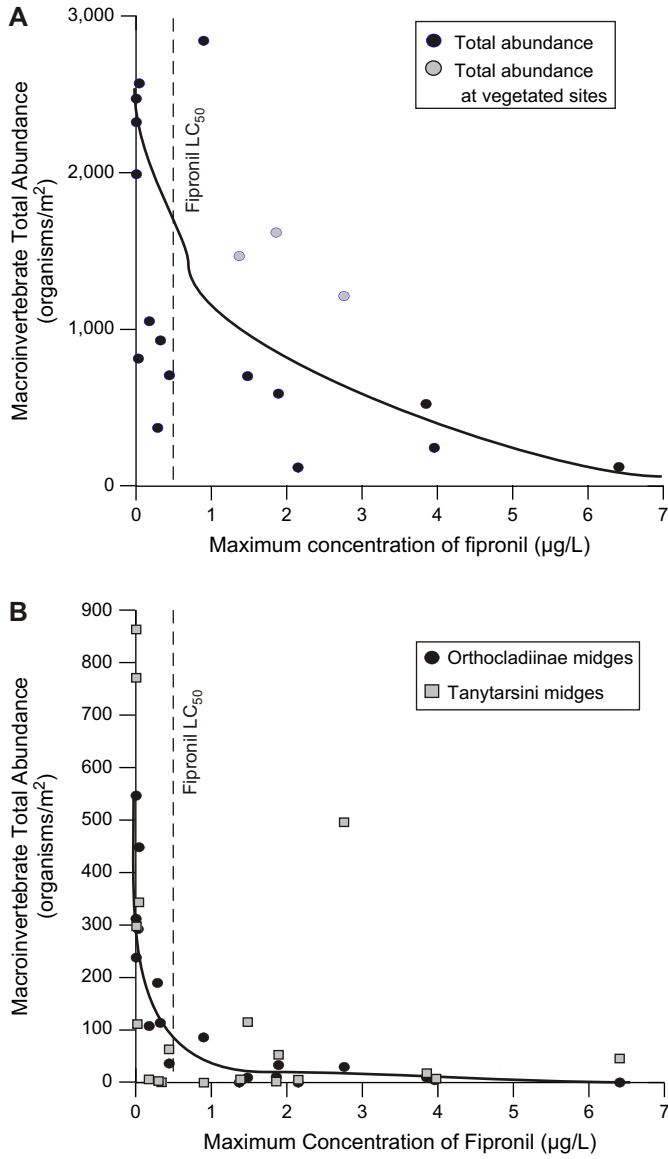 A
3,000
2,000
1,000
0
Macroinvertebrate Total Abundance
(organisms/m²)
Fipronil LC₅₀
Total abundance
Total abundance
at vegetated sites
0 1 2 3 4 5 6 7
Maximum concentration of fipronil (µg/L)
B
900
800
700
600
500
400
300
200
100
0
Macroinvertebrate Total Abundance
(organisms/m²)
Fipronil LC₅₀
Orthocladiinae midges
Tanytarsini midges
0 1 2 3 4 5 6 7
Maximum Concentration of Fipronil (µg/L)